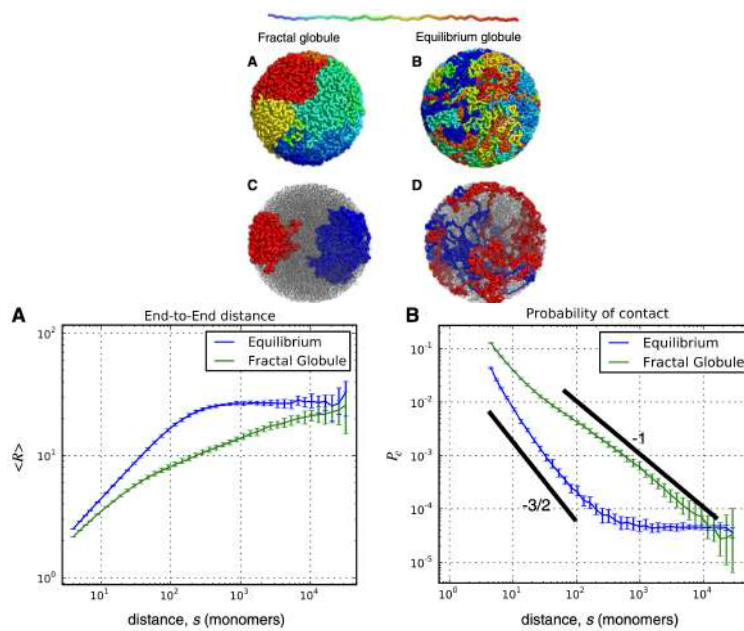 Fractal globule
Equilibrium globule
A
B
C
D
A
End-to-End distance
Equilibrium
Fractal Globule
<R>
10²
10¹
10⁰
10¹
10²
10³
10⁴
distance, s (monomers)
B
Probability of contact
Equilibrium
Fractal Globule
P_c
10⁻¹
10⁻²
10⁻³
10⁻⁴
10⁻⁵
-1
-3/2
10⁰
10¹
10²
10³
10⁴
distance, s (monomers)